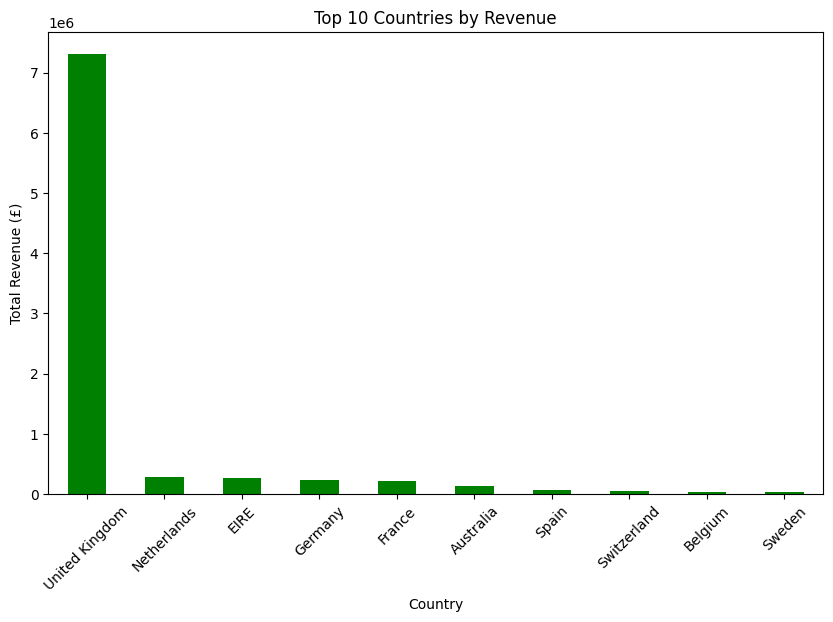 Top 10 Countries by Revenue
1e6
7
6
5
4
3
2
1
0
Total Revenue (£)
United Kingdom
Netherlands
EIRE
Germany
France
Australia
Spain
Switzerland
Belgium
Sweden
Country